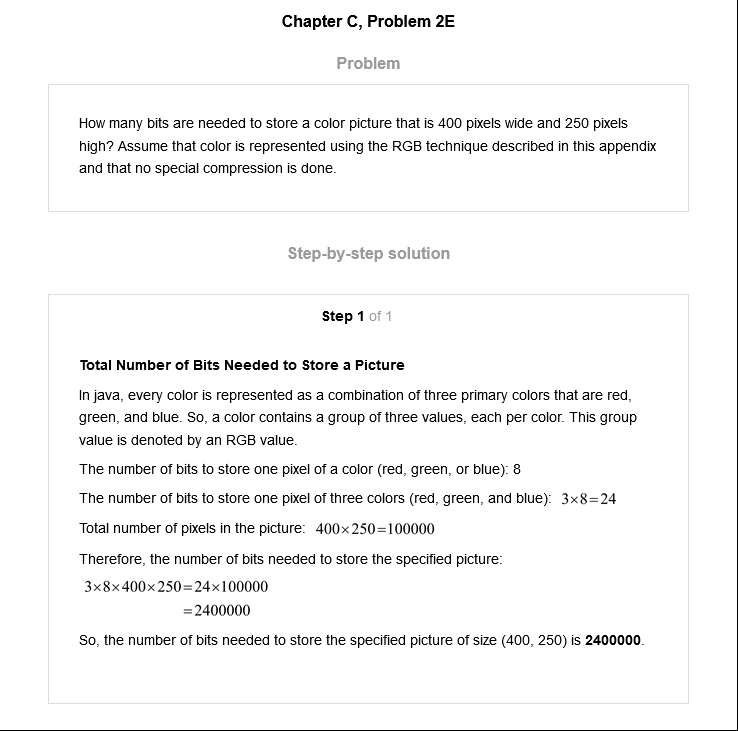 Chapter C, Problem 2E
Problem
How many bits are needed to store a color picture that is 400 pixels wide and 250 pixels
high? Assume that color is represented using the RGB technique described in this appendix
and that no special compression is done.
Step-by-step solution
Step 1 of 1
Total Number of Bits Needed to Store a Picture
In java, every color is represented as a combination of three primary colors that are red,
green, and blue. So, a color contains a group of three values, each per color. This group
value is denoted by an RGB value.
The number of bits to store one pixel of a color (red, green, or blue): 8
The number of bits to store one pixel of three colors (red, green, and blue): 3×8=24
Total number of pixels in the picture: 400×250=100000
Therefore, the number of bits needed to store the specified picture:
3×8×400×250=24×100000
=2400000
So, the number of bits needed to store the specified picture of size (400, 250) is 2400000.